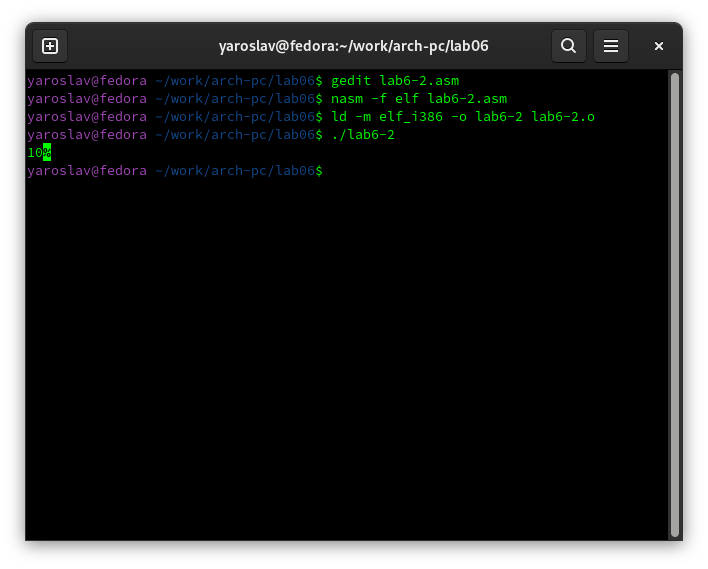 yaroslav@fedora:~/work/arch-pc/lab06
yaroslav@fedora ~/work/arch-pc/lab06$ gedit lab6-2.asm
yaroslav@fedora ~/work/arch-pc/lab06$ nasm -f elf lab6-2.asm
yaroslav@fedora ~/work/arch-pc/lab06$ ld -m elf_i386 -o lab6-2 lab6-2.o
yaroslav@fedora ~/work/arch-pc/lab06$ ./lab6-2
10%
yaroslav@fedora ~/work/arch-pc/lab06$